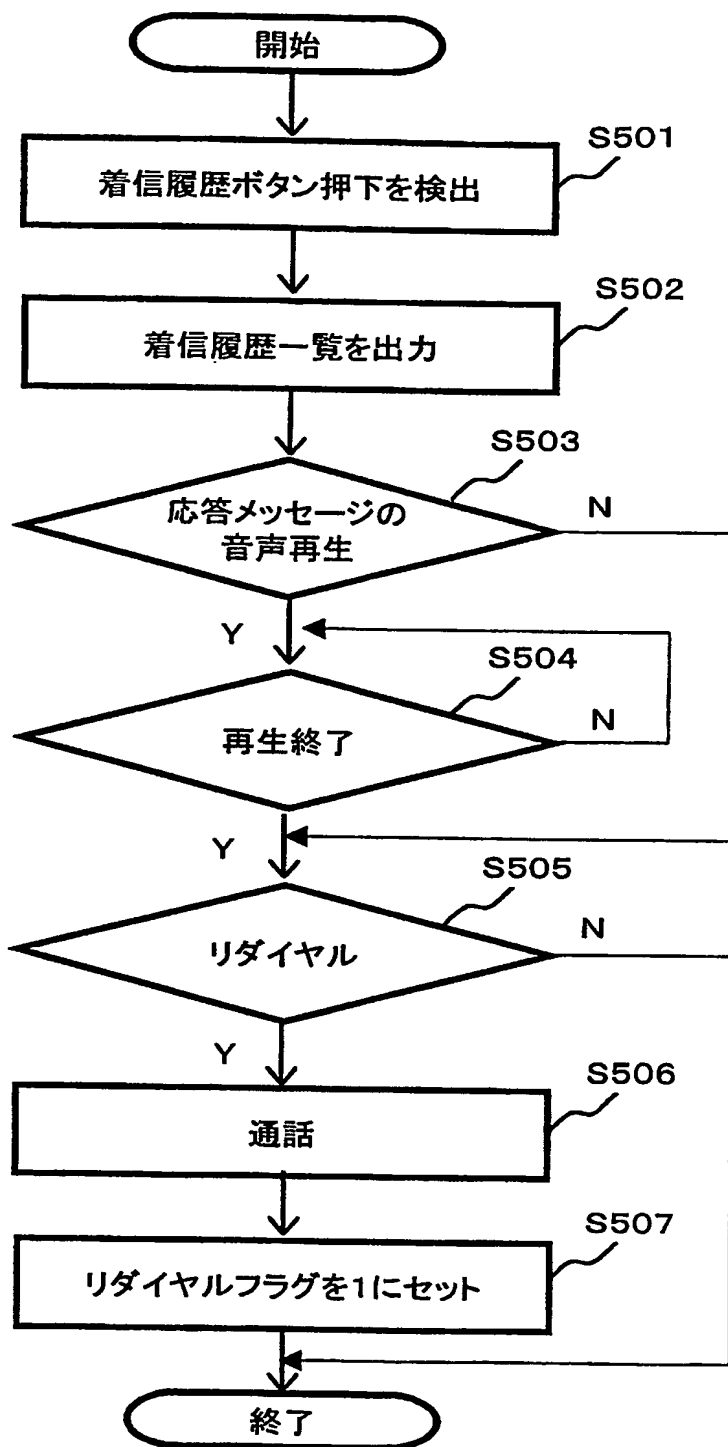 開始
S501
着信履歴ボタン押下を検出
S502
着信履歴一覧を出力
S503
応答メッセージの
音声再生
N
Y
S504
再生終了
N
Y
S505
リダイヤル
N
Y
S506
通話
S507
リダイヤルフラグを1にセット
終了